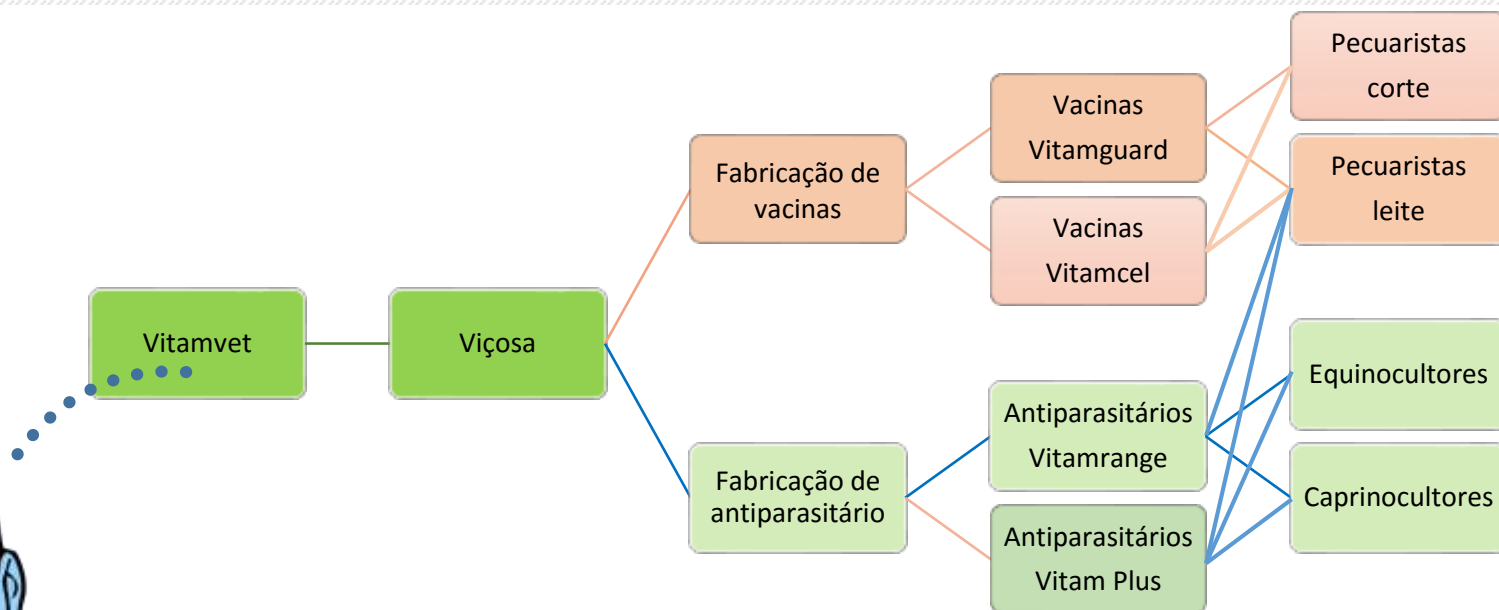 Vitamvet
Viçosa
Fabricação de
vacinas
Fabricação de
antiparasitário
Vacinas
Vitamguard
Vacinas
Vitamcel
Antiparasitários
Vitamrange
Antiparasitários
Vitam Plus
Pecuaristas
corte
Pecuaristas
leite
Equinocultores
Caprinocultores